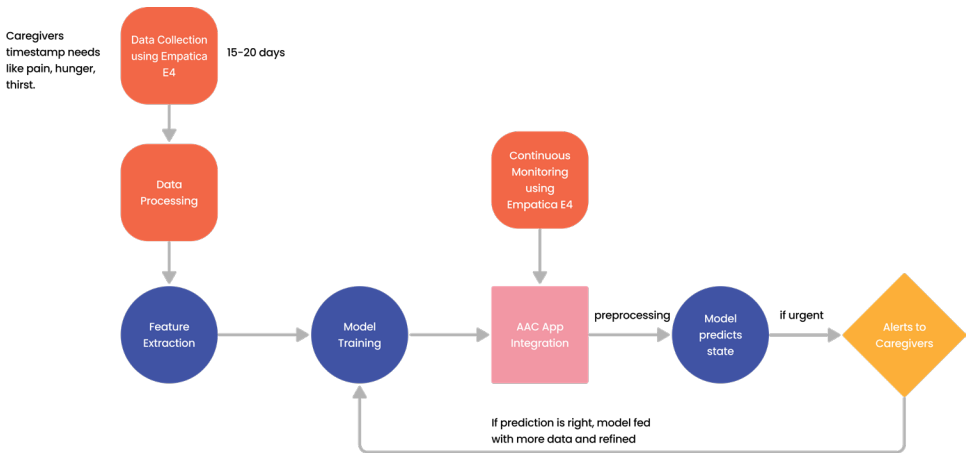 Caregivers
timestamp needs
like pain, hunger,
thirst.
Data Collection
using Empatica
E4
15-20 days
Data
Processing
Continuous
Monitoring
using
Empatica E4
Feature
Extraction
Model
Training
AAC App
Integration
preprocessing
Model
predicts
state
if urgent
Alerts to
Caregivers
If prediction is right, model fed
with more data and refined